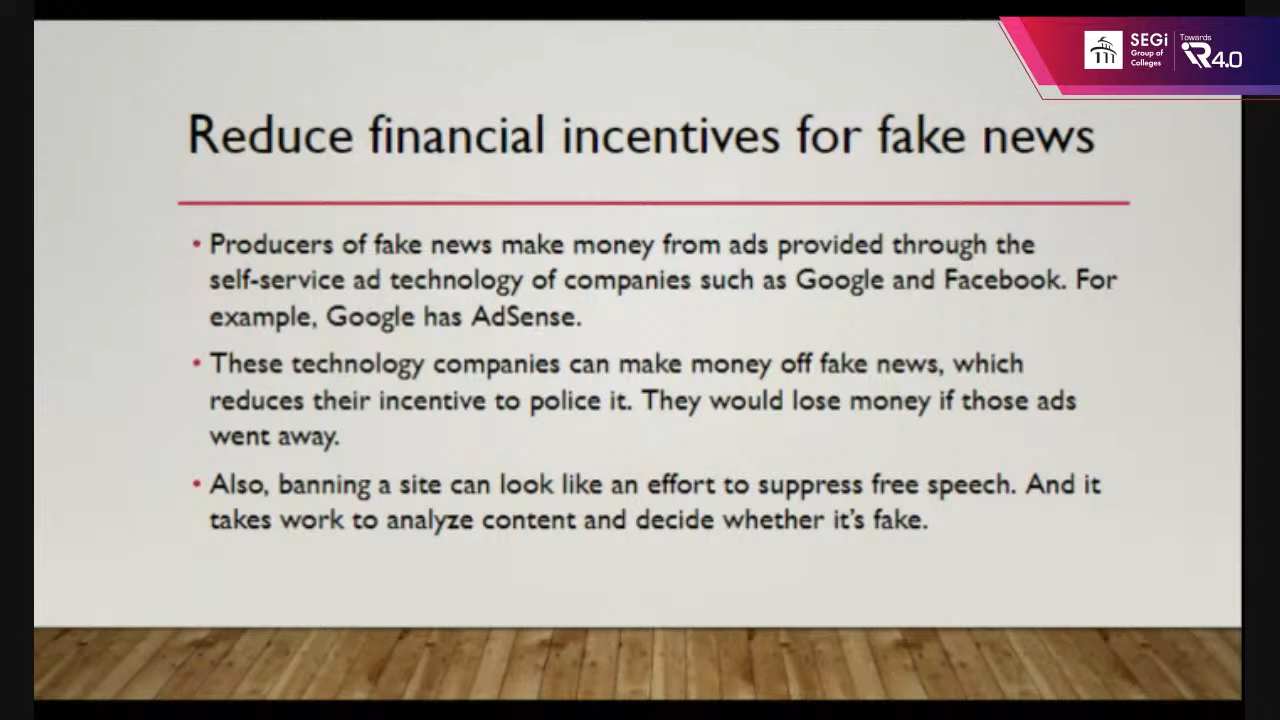 SEGi
Group of
Colleges
Towards
iR4.0
Reduce financial incentives for fake news
• Producers of fake news make money from ads provided through the
self-service ad technology of companies such as Google and Facebook. For
example, Google has AdSense.
• These technology companies can make money off fake news, which
reduces their incentive to police it. They would lose money if those ads
went away.
• Also, banning a site can look like an effort to suppress free speech. And it
takes work to analyze content and decide whether it’s fake.